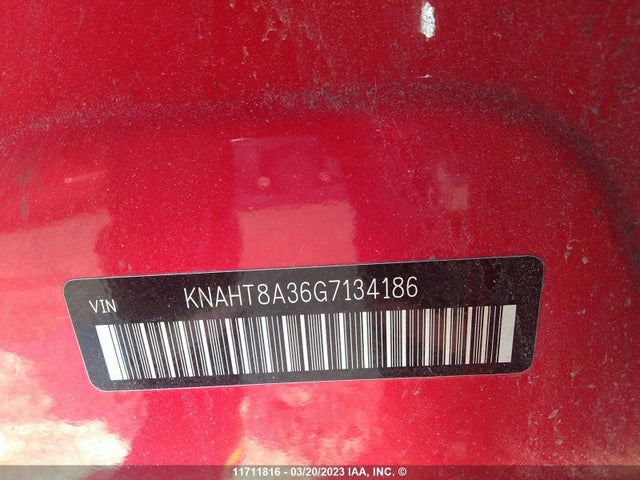 VIN KNAHT8A36G7134186
11711816 - 03/20/2023 IAA, INC. ©